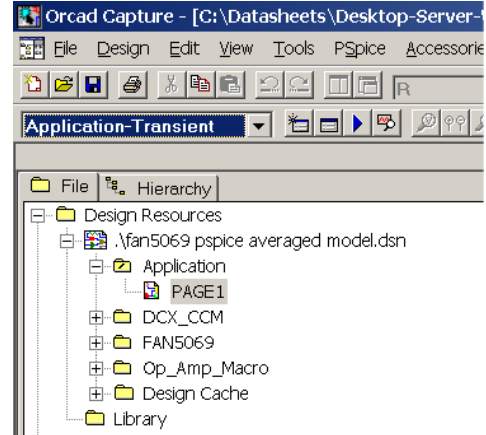 Orcad Capture - [C:\Datasheets\Desktop-Server-
File Design Edit View Tools PSpice Accessorie
R
Application-Transient
File Hierarchy
Design Resources
.\fan5069 pspice averaged model.dsn
Application
PAGE1
DCX_CCM
FAN5069
Op_Amp_Macro
Design Cache
Library